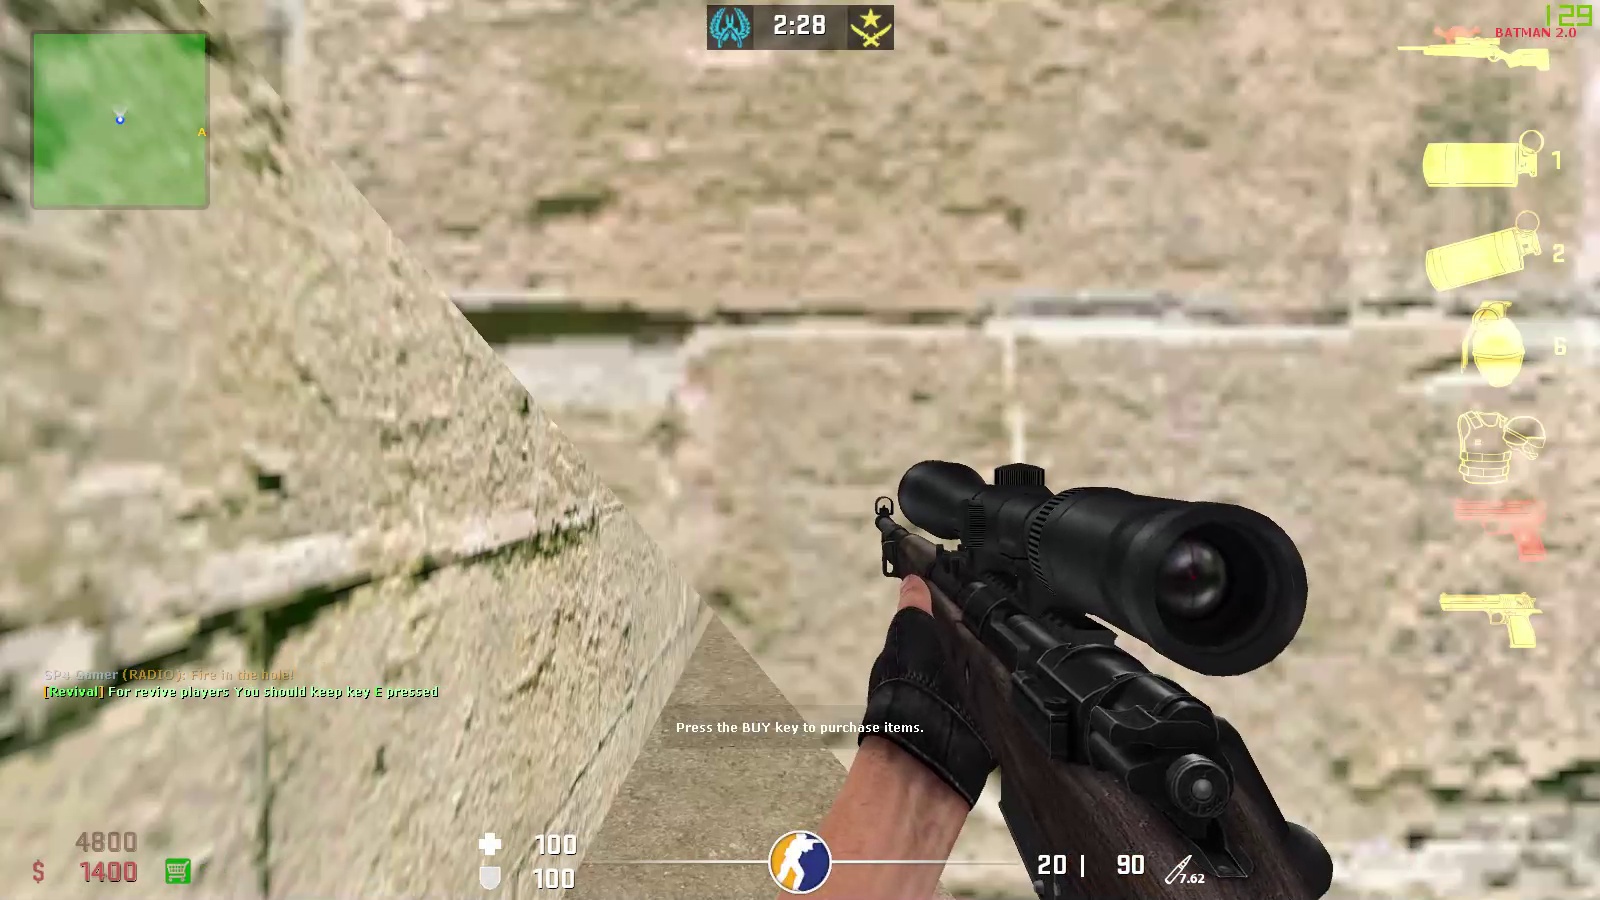 2:28
129
BATMAN 2.0
A
1
2
6
SP4 Gamer (RADIO): Fire in the hole!
[Revival] For revive players You should keep key E pressed
Press the BUY key to purchase items.
4800
$ 1400
100
100
20 | 90
7.62